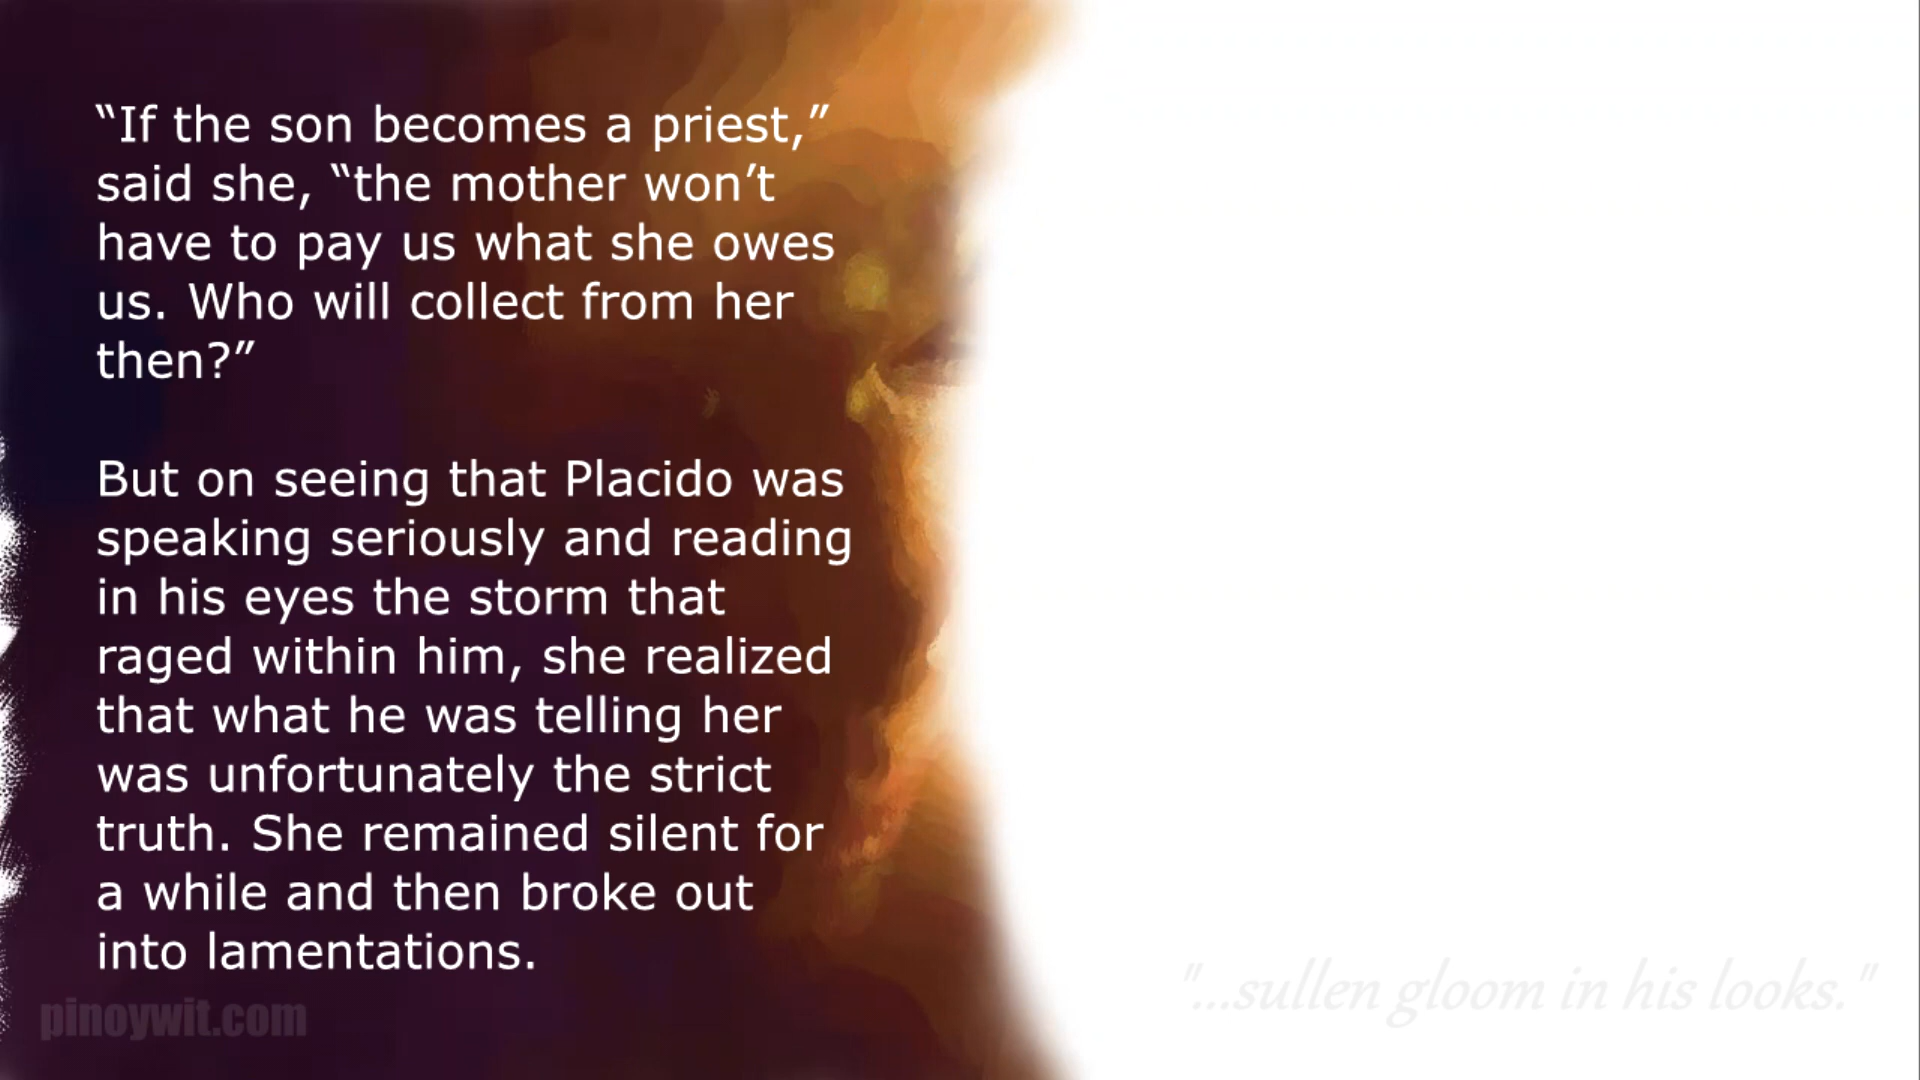 “If the son becomes a priest,”
said she, “the mother won’t
have to pay us what she owes
us. Who will collect from her
then?”
But on seeing that Placido was
speaking seriously and reading
in his eyes the storm that
raged within him, she realized
that what he was telling her
was unfortunately the strict
truth. She remained silent for
a while and then broke out
into lamentations.
"...sullen gloom in his looks."
pinoywit.com